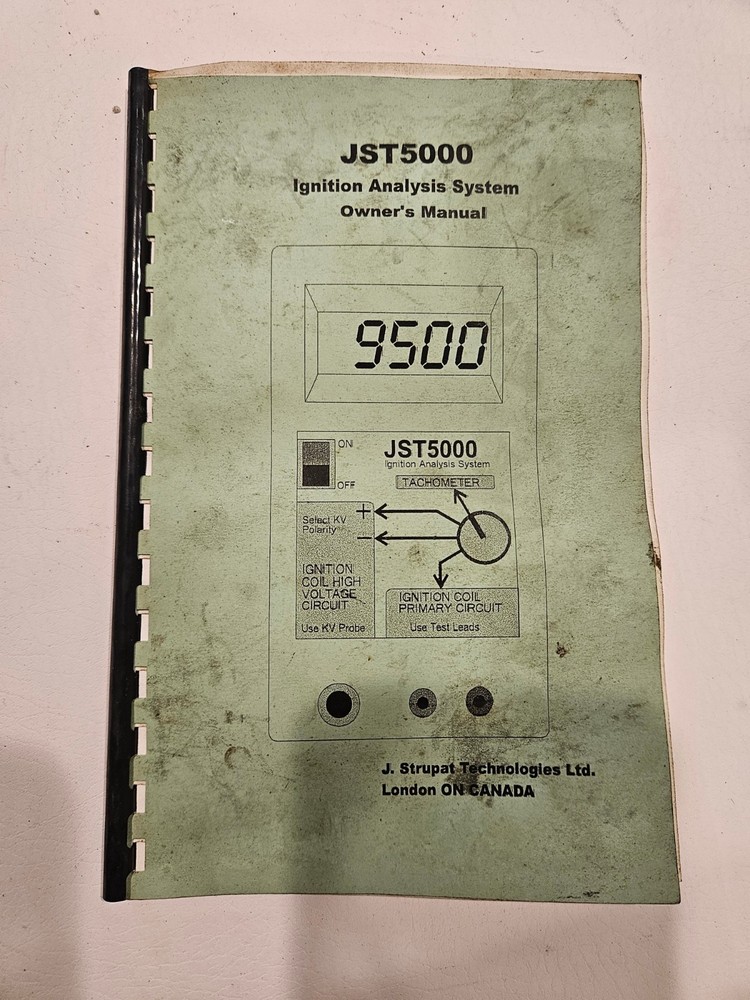 JST5000
Ignition Analysis System
Owner's Manual
9500
ON
OFF
JST5000
Ignition Analysis System
TACHOMETER
Select KV
Polarity
+
−
IGNITION
COIL HIGH
VOLTAGE
CIRCUIT
Use KV Probe
IGNITION COIL
PRIMARY CIRCUIT
Use Test Leads
J. Strupat Technologies Ltd.
London ON CANADA